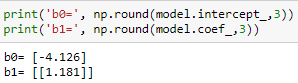 print('b0=', np.round(model.intercept_,3))
print('b1=', np.round(model.coef_,3))
b0= [-4.126]
b1= [[1.181]]